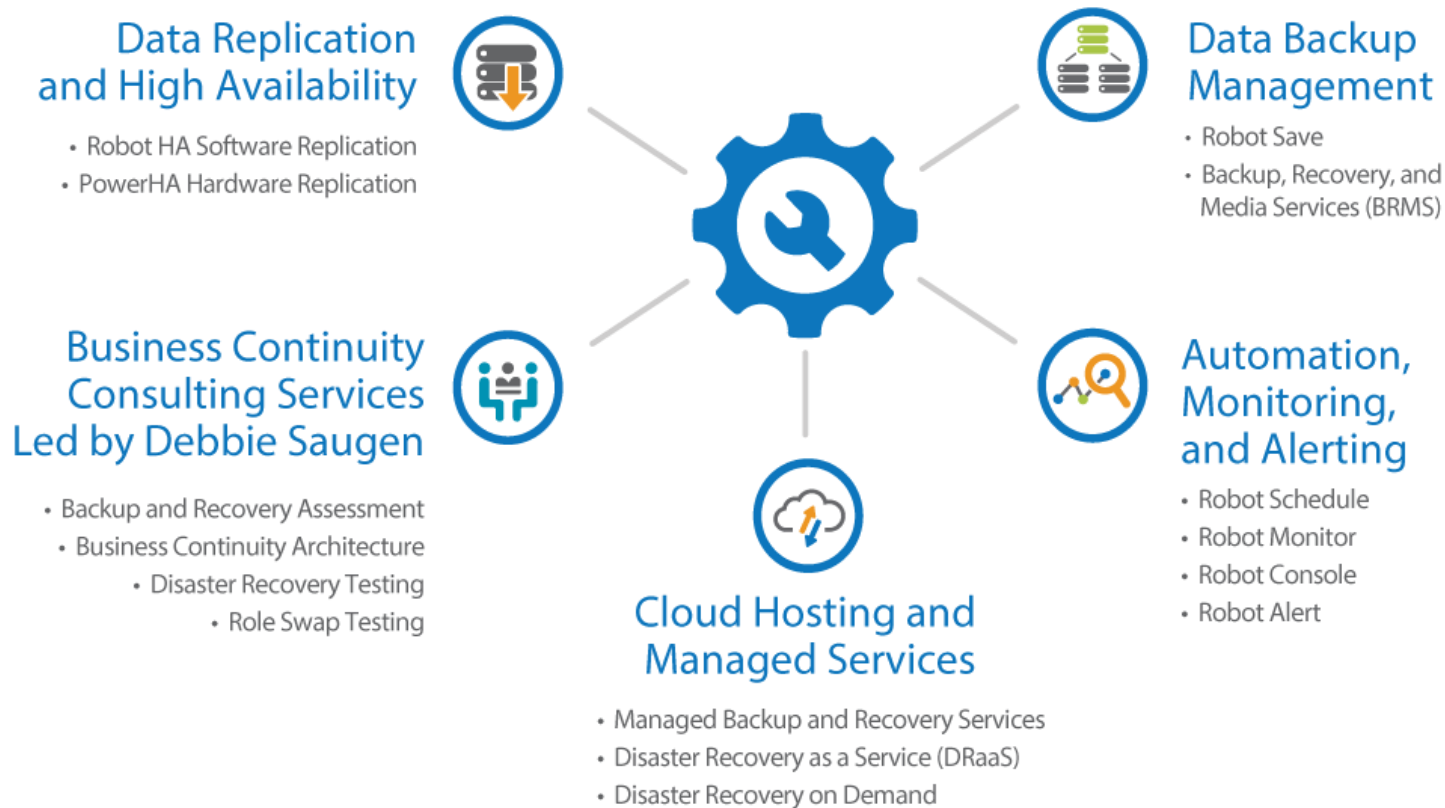 Data Replication
and High Availability
• Robot HA Software Replication
• PowerHA Hardware Replication
Data Backup
Management
• Robot Save
• Backup, Recovery, and
Media Services (BRMS)
Business Continuity
Consulting Services
Led by Debbie Saugen
• Backup and Recovery Assessment
• Business Continuity Architecture
• Disaster Recovery Testing
• Role Swap Testing
Automation,
Monitoring,
and Alerting
• Robot Schedule
• Robot Monitor
• Robot Console
• Robot Alert
Cloud Hosting and
Managed Services
• Managed Backup and Recovery Services
• Disaster Recovery as a Service (DRaaS)
• Disaster Recovery on Demand